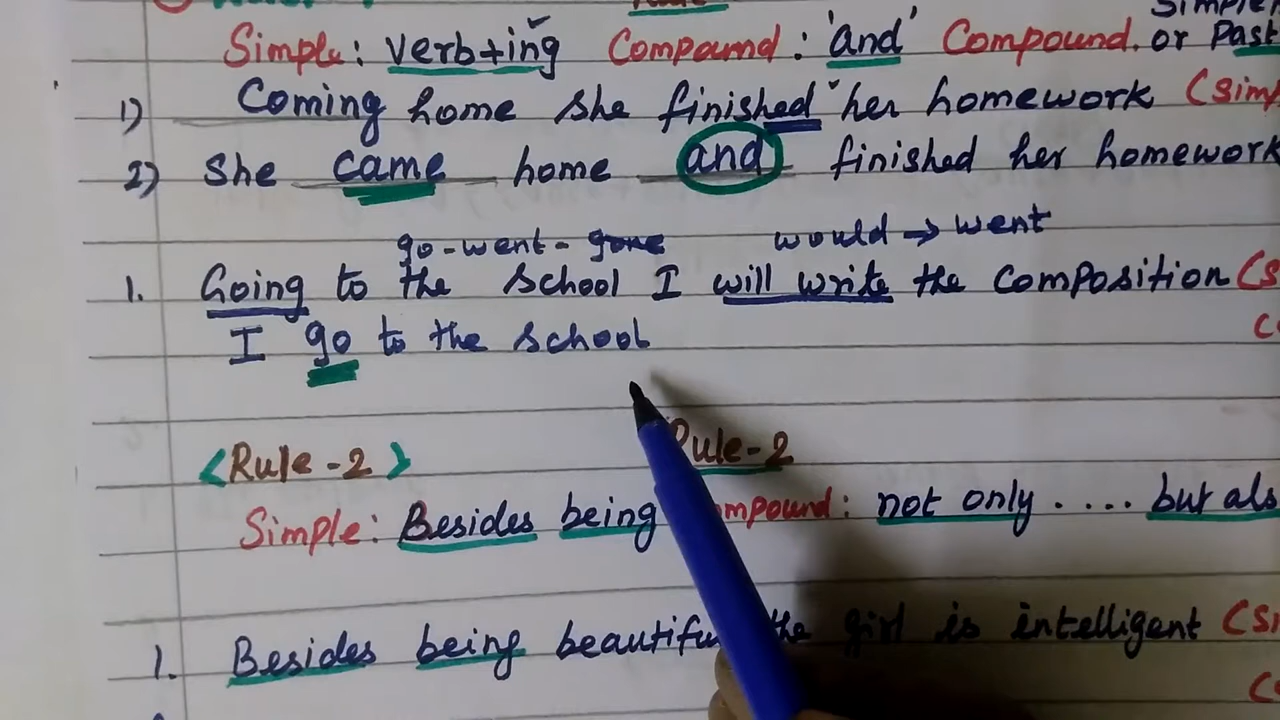 Simple: verb+ing Compound: 'and' Compound. or Past
1) Coming home she finished her homework (Simp
2) She came home and finished her homework
go-went-gone would → went
1. Going to the school I will write the Composition (S
I go to the school
<Rule-2> Rule-2
Simple: Besides being Compound: not only .... but als
1. Besides being beautiful the girl is intelligent (Si